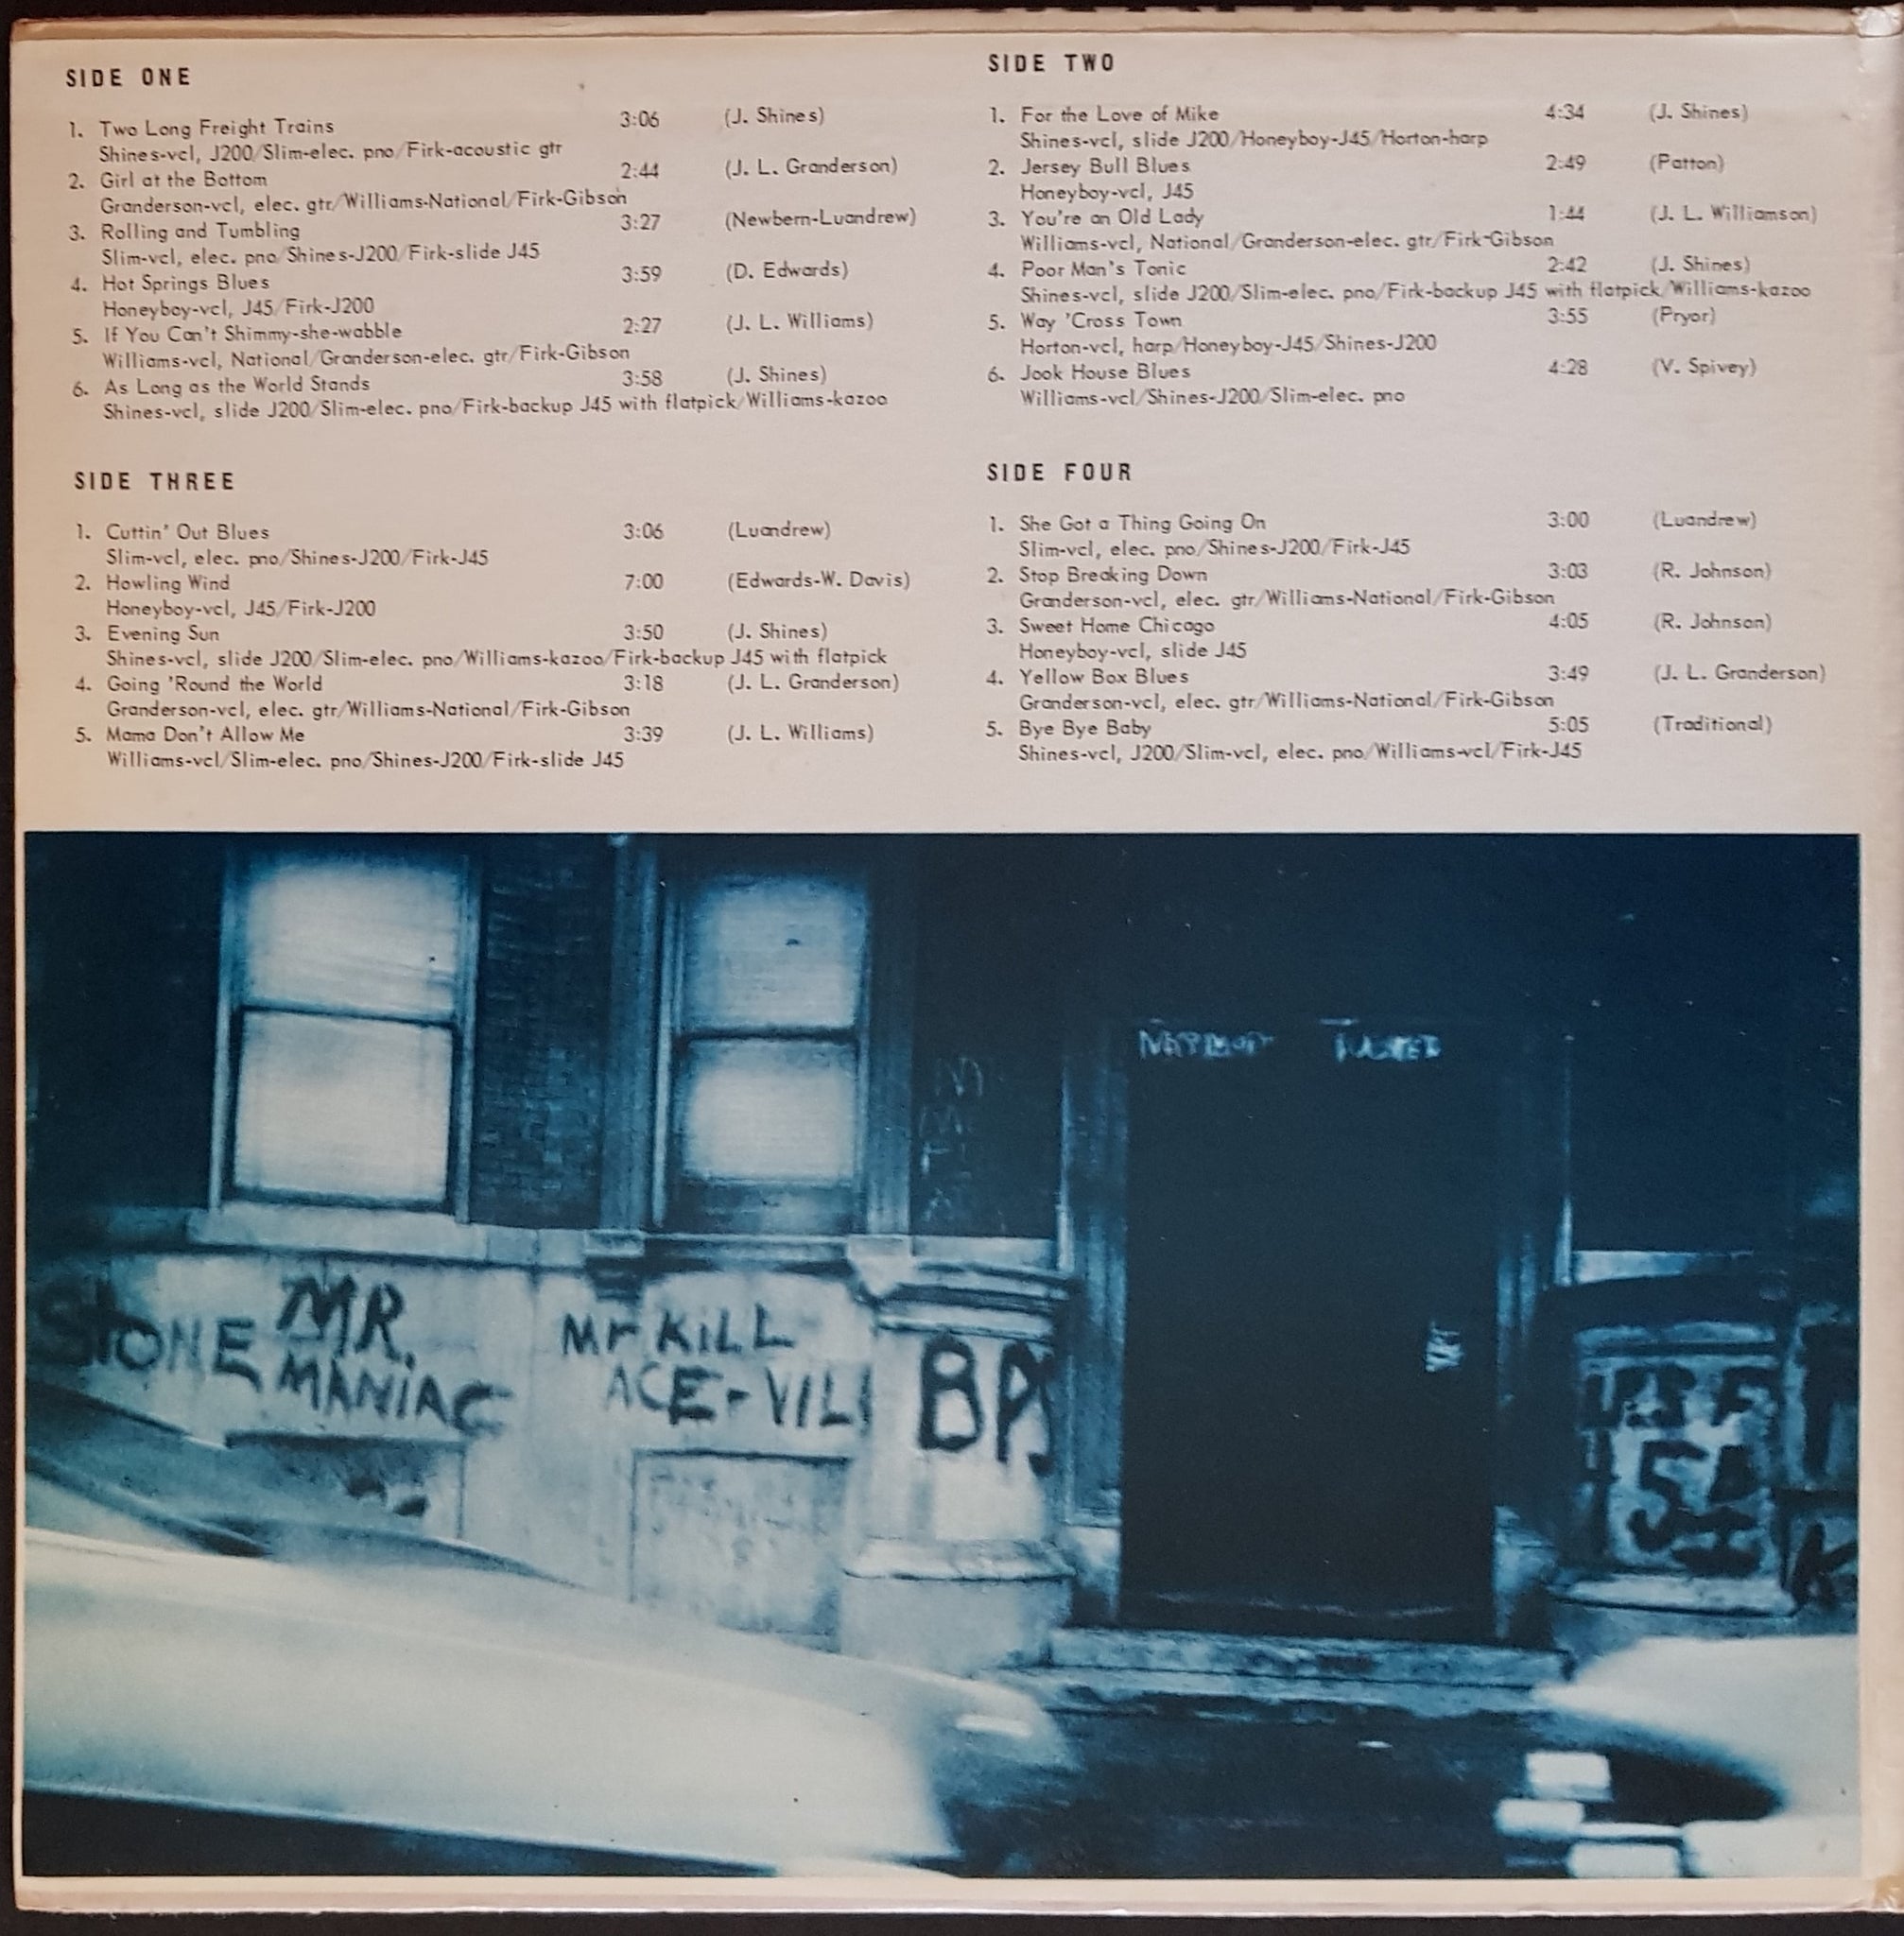 SIDE ONE
1. Two Long Freight Trains 3:06 (J. Shines)
Shines-vcl, J200/Slim-elec. pno/Firk-acoustic gtr
2. Girl at the Bottom 2:44 (J. L. Granderson)
Granderson-vcl, elec. gtr/Williams-National/Firk-Gibson
3. Rolling and Tumbling 3:27 (Newbern-Luandrew)
Slim-vcl, elec. pno/Shines-J200/Firk-slide J45
4. Hot Springs Blues 3:59 (D. Edwards)
Honeyboy-vcl, J45/Firk-J200
5. If You Can't Shimmy-she-wabble 2:27 (J. L. Williams)
Williams-vcl, National/Granderson-elec. gtr/Firk-Gibson
6. As Long as the World Stands 3:58 (J. Shines)
Shines-vcl, slide J200/Slim-elec. pno/Firk-backup J45 with flatpick/Williams-kazoo
SIDE TWO
1. For the Love of Mike 4:34 (J. Shines)
Shines-vcl, slide J200/Honeyboy-J45/Horton-harp
2. Jersey Bull Blues 2:49 (Patton)
Honeyboy-vcl, J45
3. You're an Old Lady 1:44 (J. L. Williamson)
Williams-vcl, National/Granderson-elec. gtr/Firk-Gibson
4. Poor Man's Tonic 2:42 (J. Shines)
Shines-vcl, slide J200/Slim-elec. pno/Firk-backup J45 with flatpick/Williams-kazoo
5. Way 'Cross Town 3:55 (Pryor)
Horton-vcl, harp/Honeyboy-J45/Shines-J200
6. Jook House Blues 4:28 (V. Spivey)
Williams-vcl/Shines-J200/Slim-elec. pno
SIDE THREE
1. Cuttin' Out Blues 3:06 (Luandrew)
Slim-vcl, elec. pno/Shines-J200/Firk-J45
2. Howling Wind 7:00 (Edwards-W. Davis)
Honeyboy-vcl, J45/Firk-J200
3. Evening Sun 3:50 (J. Shines)
Shines-vcl, slide J200/Slim-elec. pno/Williams-kazoo/Firk-backup J45 with flatpick
4. Going 'Round the World 3:18 (J. L. Granderson)
Granderson-vcl, elec. gtr/Williams-National/Firk-Gibson
5. Mama Don't Allow Me 3:39 (J. L. Williams)
Williams-vcl/Slim-elec. pno/Shines-J200/Firk-slide J45
SIDE FOUR
1. She Got a Thing Going On 3:00 (Luandrew)
Slim-vcl, elec. pno/Shines-J200/Firk-J45
2. Stop Breaking Down 3:03 (R. Johnson)
Granderson-vcl, elec. gtr/Williams-National/Firk-Gibson
3. Sweet Home Chicago 4:05 (R. Johnson)
Honeyboy-vcl, slide J45
4. Yellow Box Blues 3:49 (J. L. Granderson)
Granderson-vcl, elec. gtr/Williams-National/Firk-Gibson
5. Bye Bye Baby 5:05 (Traditional)
Shines-vcl, J200/Slim-vcl, elec. pno/Williams-vcl/Firk-J45
STONE MR. MANIAC
Mr KiLL
ACE-VILL
BP